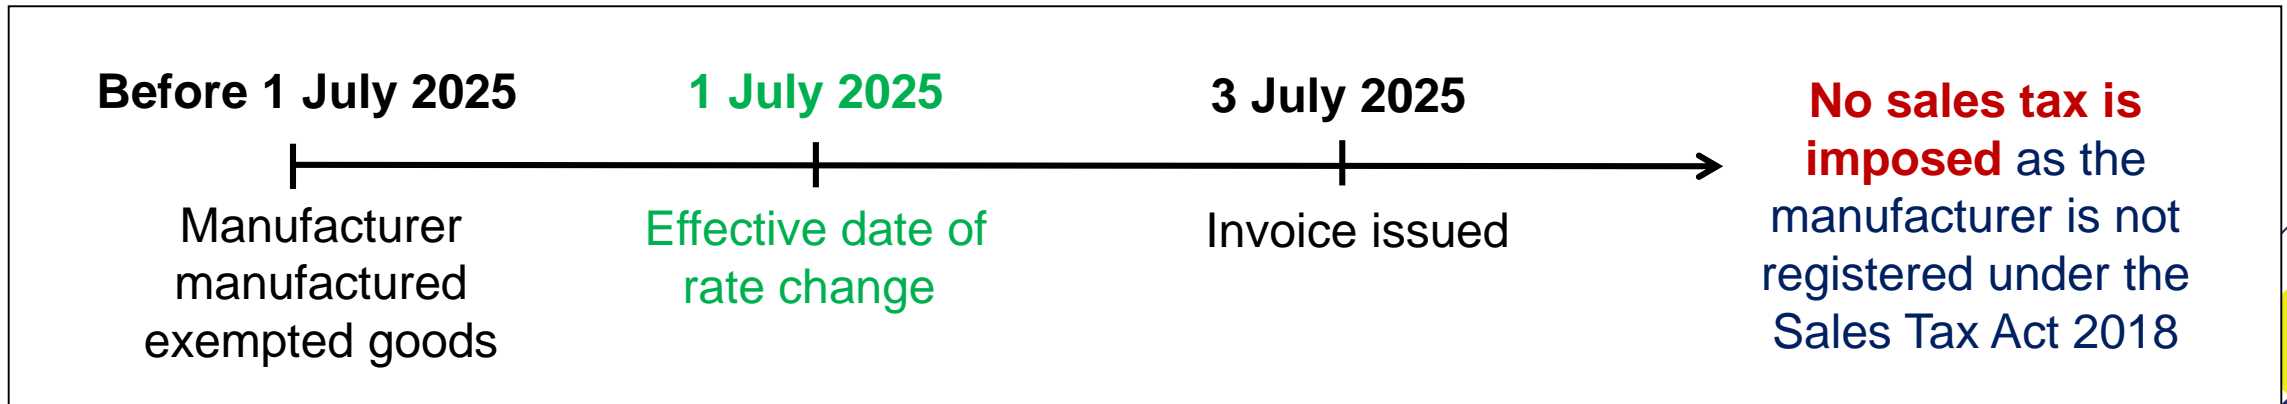 Before 1 July 2025
Manufacturer
manufactured
exempted goods
1 July 2025
Effective date of
rate change
3 July 2025
Invoice issued
No sales tax is
imposed as the
manufacturer is not
registered under the
Sales Tax Act 2018